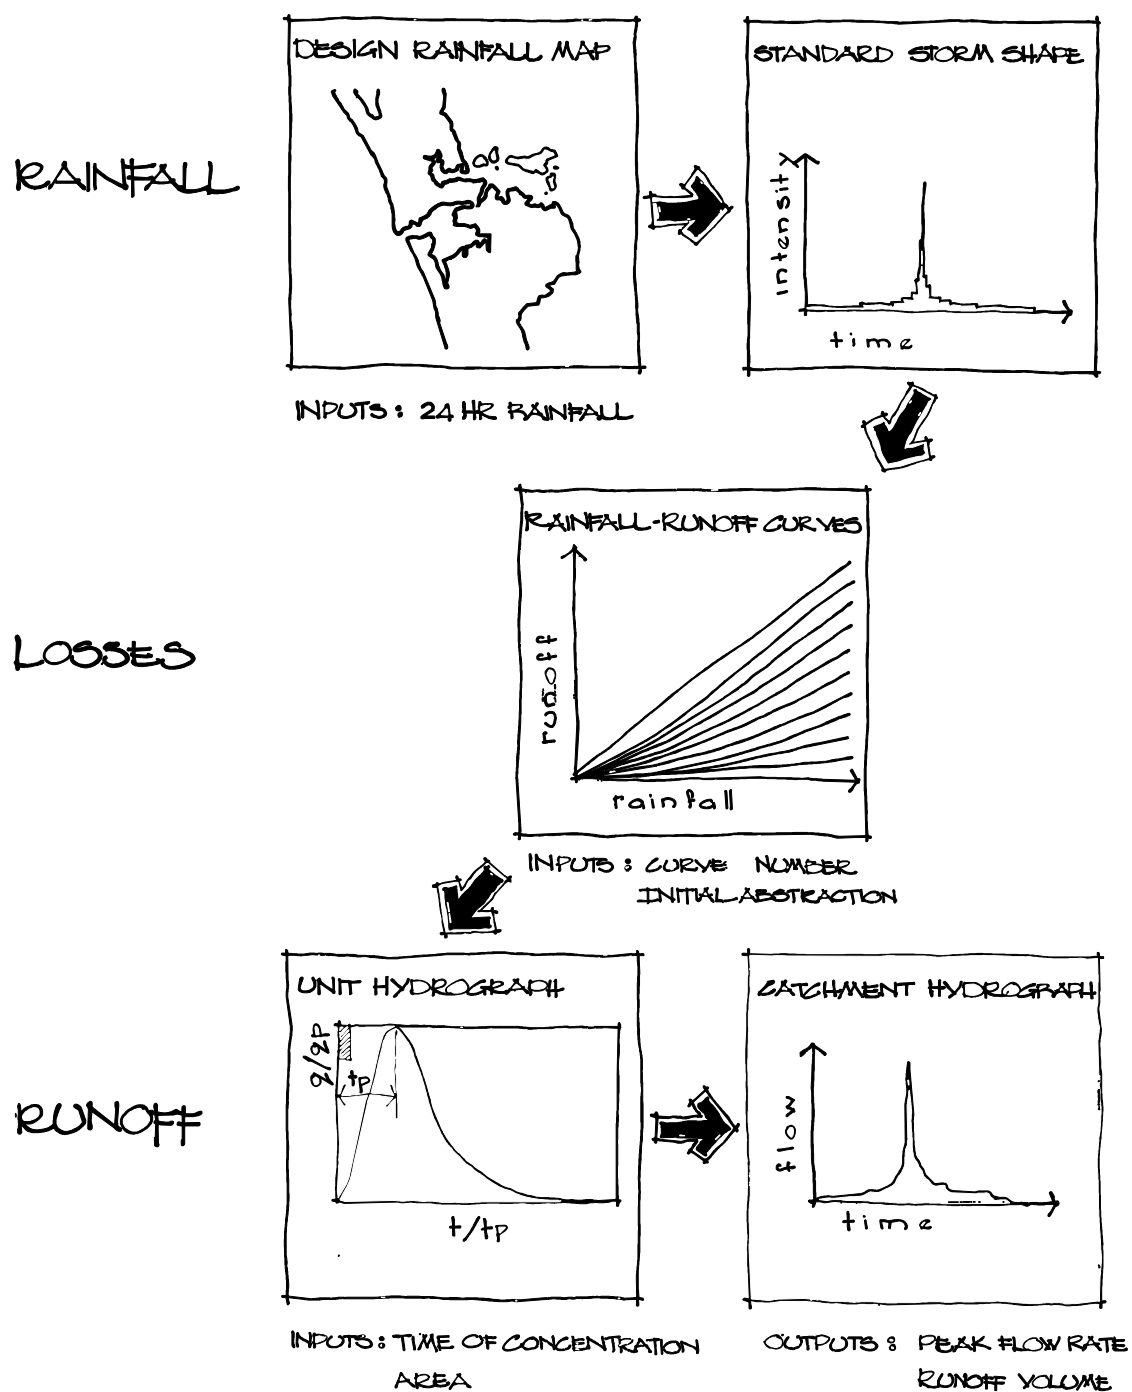 RAINFALL
DESIGN RAINFALL MAP
INPUTS: 24 HR RAINFALL
STANDARD STORM SHAPE
intensity
time
LOSSES
RAINFALL-RUNOFF CURVES
runoff
rainfall
INPUTS: CURVE NUMBER
INITIAL ABSTRACTION
RUNOFF
UNIT HYDROGRAPH
q/qp
tp
t/tp
INPUTS: TIME OF CONCENTRATION
AREA
CATCHMENT HYDROGRAPH
flow
time
OUTPUTS: PEAK FLOW RATE
RUNOFF VOLUME